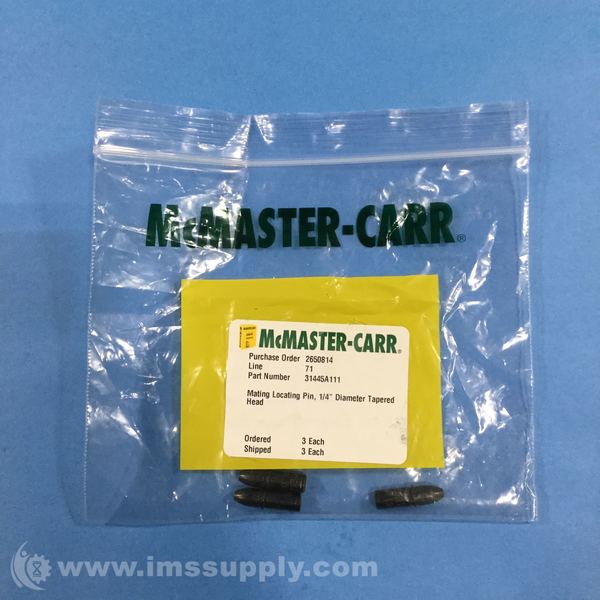 McMASTER-CARR®
McMASTER-CARR®
Purchase Order 2650814
Line 71
Part Number 31445A111
Mating Locating Pin, 1/4" Diameter Tapered
Head
Ordered 3 Each
Shipped 3 Each
www.imssupply.com